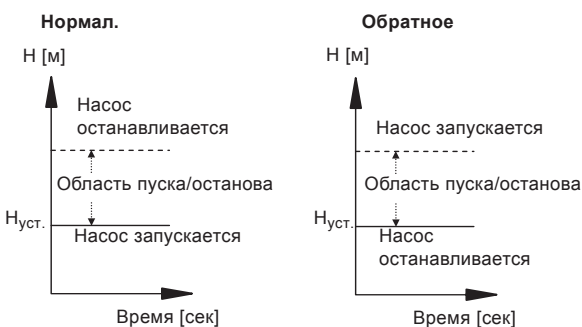 Нормал.
H [м]
Насос
останавливается
Область пуска/останова
Hуст.
Насос запускается
Время [сек]
Обратное
H [м]
Насос запускается
Область пуска/останова
Hуст.
Насос
останавливается
Время [сек]